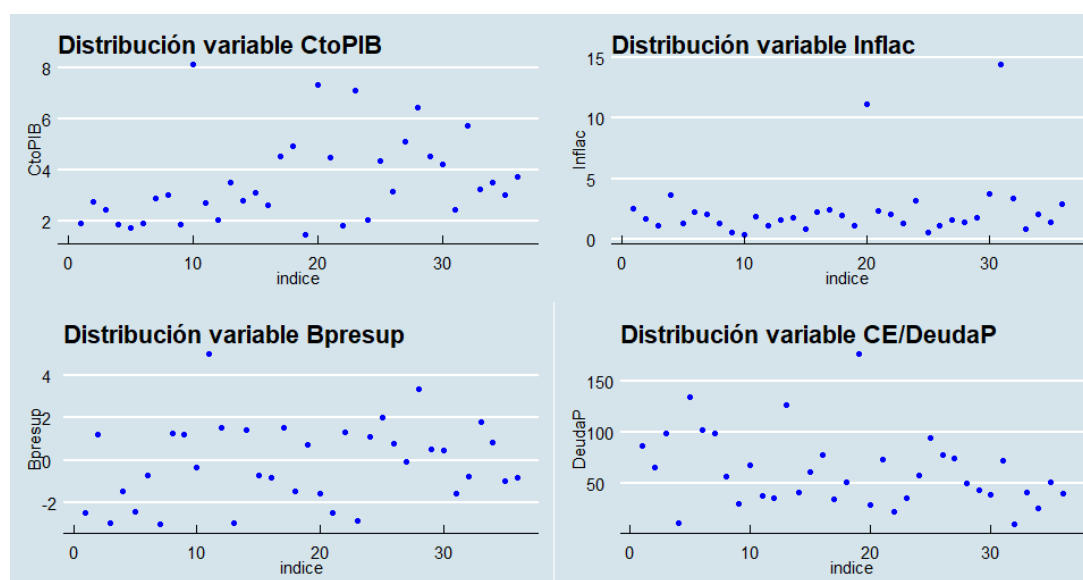 Distribución variable CtoPIB
8
6
4
2
CtoPIB
0 10 20 30
indice
Distribución variable Inflac
15
10
5
0
Inflac
0 10 20 30
indice
Distribución variable Bpresup
4
2
0
-2
Bpresup
0 10 20 30
indice
Distribución variable CE/DeudaP
150
100
50
DeudaP
0 10 20 30
indice